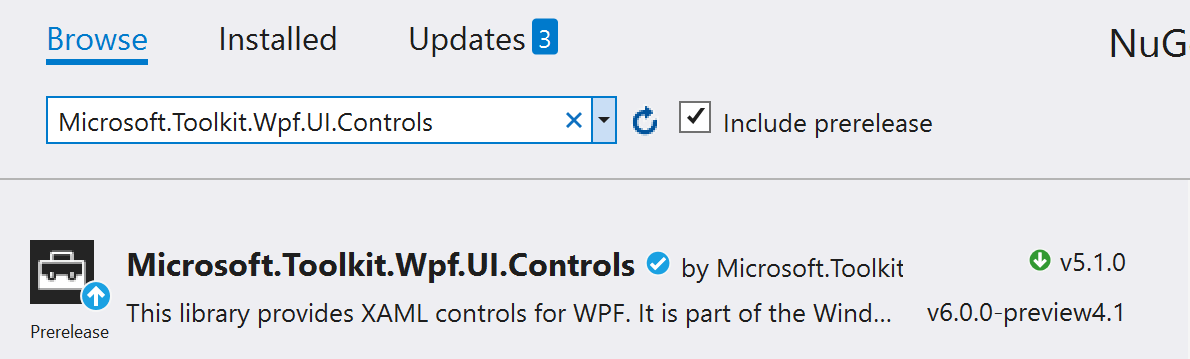 Browse Installed Updates 3
NuG
Microsoft.Toolkit.Wpf.UI.Controls Include prerelease
Microsoft.Toolkit.Wpf.UI.Controls by Microsoft.Toolkit v5.1.0
This library provides XAML controls for WPF. It is part of the Wind... v6.0.0-preview4.1
Prerelease